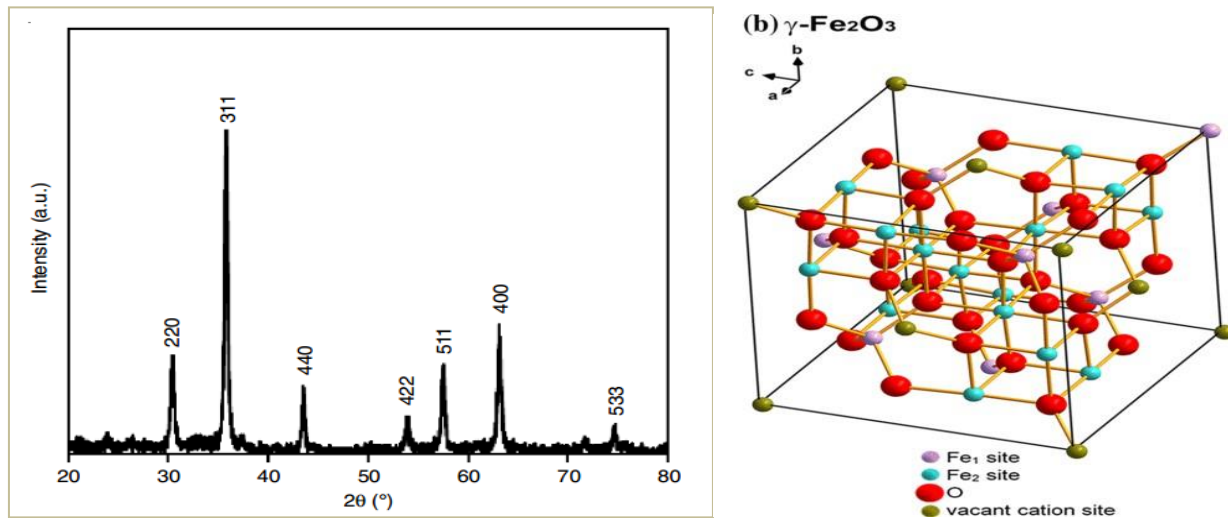 Intensity (a.u.)
220
311
440
422
511
400
533
20 30 40 50 60 70 80
2θ (°)
(b) γ-Fe₂O₃
b
c
a
Fe₁ site
Fe₂ site
O
vacant cation site